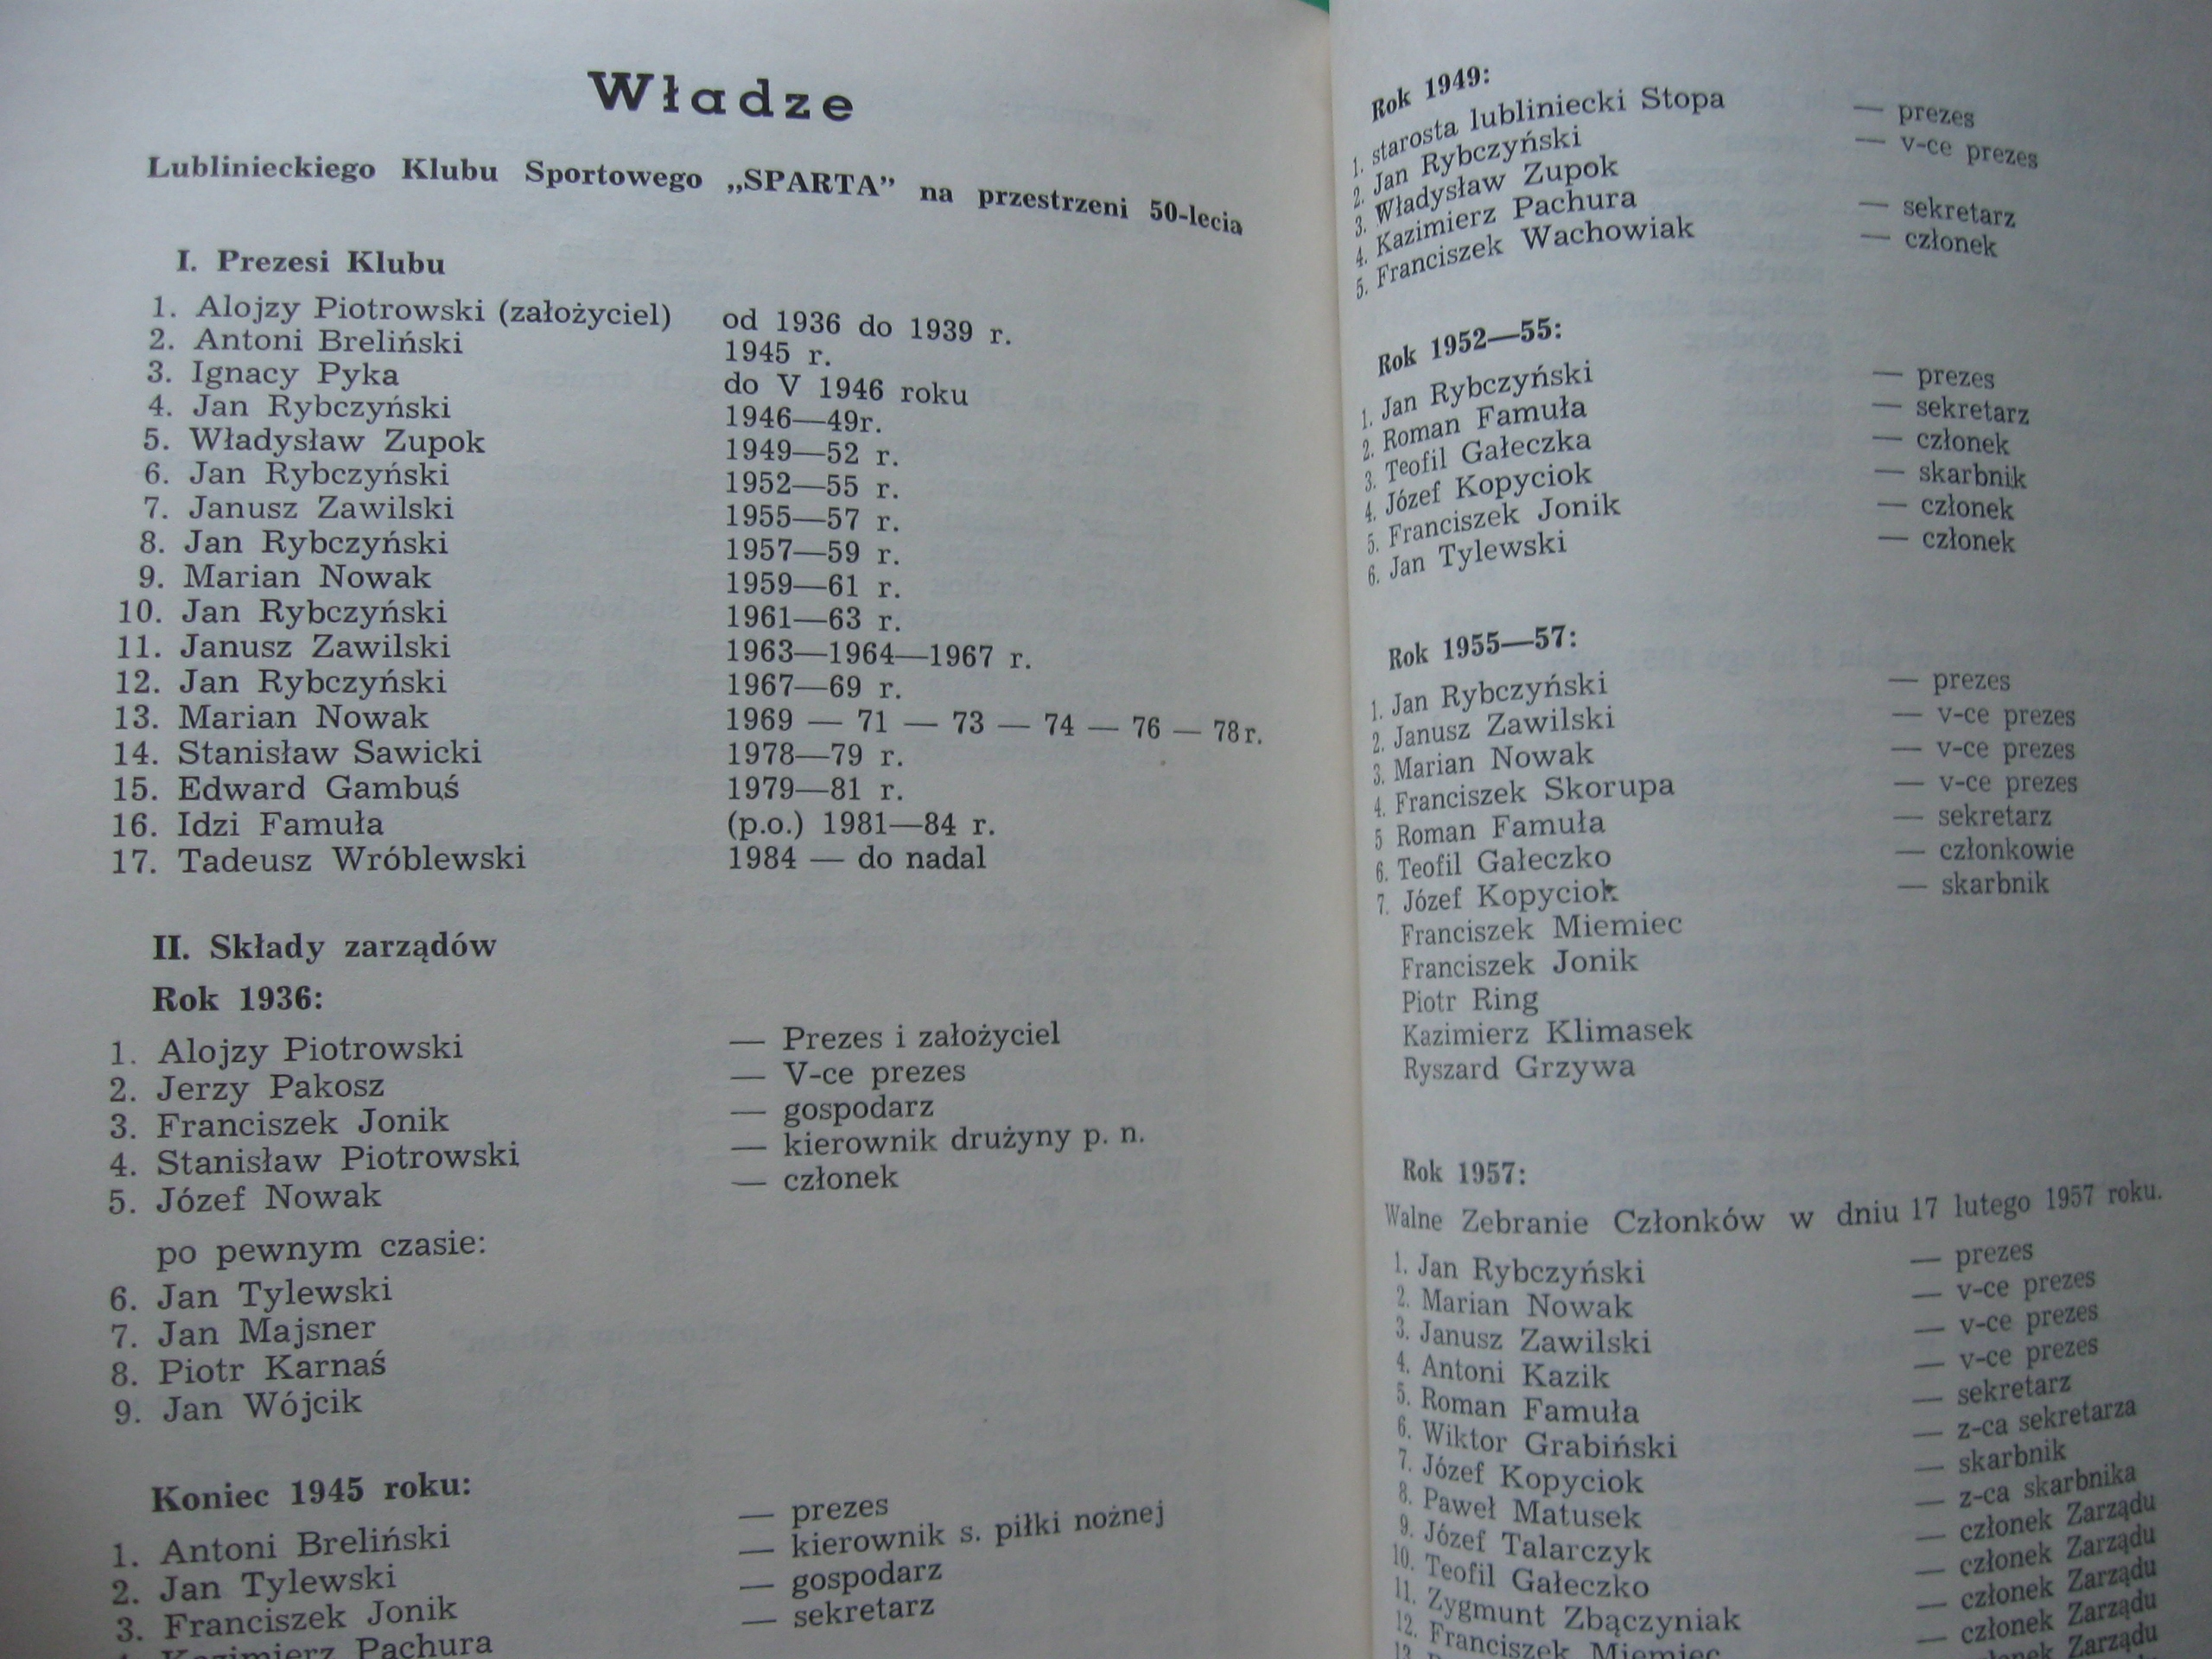 Władze
Lublinieckiego Klubu Sportowego „SPARTA” na przestrzeni 50-lecia
I. Prezesi Klubu
1. Alojzy Piotrowski (założyciel) od 1936 do 1939 r.
2. Antoni Breliński 1945 r.
3. Ignacy Pyka do V 1946 roku
4. Jan Rybczyński 1946—49r.
5. Władysław Zupok 1949—52 r.
6. Jan Rybczyński 1952—55 r.
7. Janusz Zawilski 1955—57 r.
8. Jan Rybczyński 1957—59 r.
9. Marian Nowak 1959—61 r.
10. Jan Rybczyński 1961—63 r.
11. Janusz Zawilski 1963—1964—1967 r.
12. Jan Rybczyński 1967—69 r.
13. Marian Nowak 1969 — 71 — 73 — 74 — 76 — 78r.
14. Stanisław Sawicki 1978—79 r.
15. Edward Gambuś 1979—81 r.
16. Idzi Famuła (p.o.) 1981—84 r.
17. Tadeusz Wróblewski 1984 — do nadal
II. Składy zarządów
Rok 1936:
1. Alojzy Piotrowski — Prezes i założyciel
2. Jerzy Pakosz — V-ce prezes
3. Franciszek Jonik — gospodarz
4. Stanisław Piotrowski — kierownik drużyny p. n.
5. Józef Nowak — członek
po pewnym czasie:
6. Jan Tylewski
7. Jan Majsner
8. Piotr Karnaś
9. Jan Wójcik
Koniec 1945 roku:
1. Antoni Breliński — prezes
2. Jan Tylewski — kierownik s. piłki nożnej
3. Franciszek Jonik — gospodarz
Kazimierz Pachura — sekretarz
Rok 1949:
1. starosta lubliniecki Stopa — prezes
2. Jan Rybczyński — v-ce prezes
3. Władysław Zupok
4. Kazimierz Pachura — sekretarz
5. Franciszek Wachowiak — członek
Rok 1952—55:
1. Jan Rybczyński — prezes
2. Roman Famuła — sekretarz
3. Teofil Gałeczka — członek
4. Józef Kopyciok — skarbnik
5. Franciszek Jonik — członek
6. Jan Tylewski — członek
Rok 1955—57:
1. Jan Rybczyński — prezes
2. Janusz Zawilski — v-ce prezes
3. Marian Nowak — v-ce prezes
4. Franciszek Skorupa — v-ce prezes
5 Roman Famuła — sekretarz
6. Teofil Gałeczko — członkowie
7. Józef Kopyciok — skarbnik
Franciszek Miemiec
Franciszek Jonik
Piotr Ring
Kazimierz Klimasek
Ryszard Grzywa
Rok 1957:
Walne Zebranie Członków w dniu 17 lutego 1957 roku.
1. Jan Rybczyński — prezes
2. Marian Nowak — v-ce prezes
3. Janusz Zawilski — v-ce prezes
4. Antoni Kazik — v-ce prezes
5. Roman Famuła — sekretarz
6. Wiktor Grabiński — z-ca sekretarza
7. Józef Kopyciok — skarbnik
8. Paweł Matusek — z-ca skarbnika
9. Józef Talarczyk — członek Zarządu
10. Teofil Gałeczko — członek Zarządu
11. Zygmunt Zbączyniak — członek Zarządu
12. Franciszek Miemiec — członek Zarządu
13. Zarządu